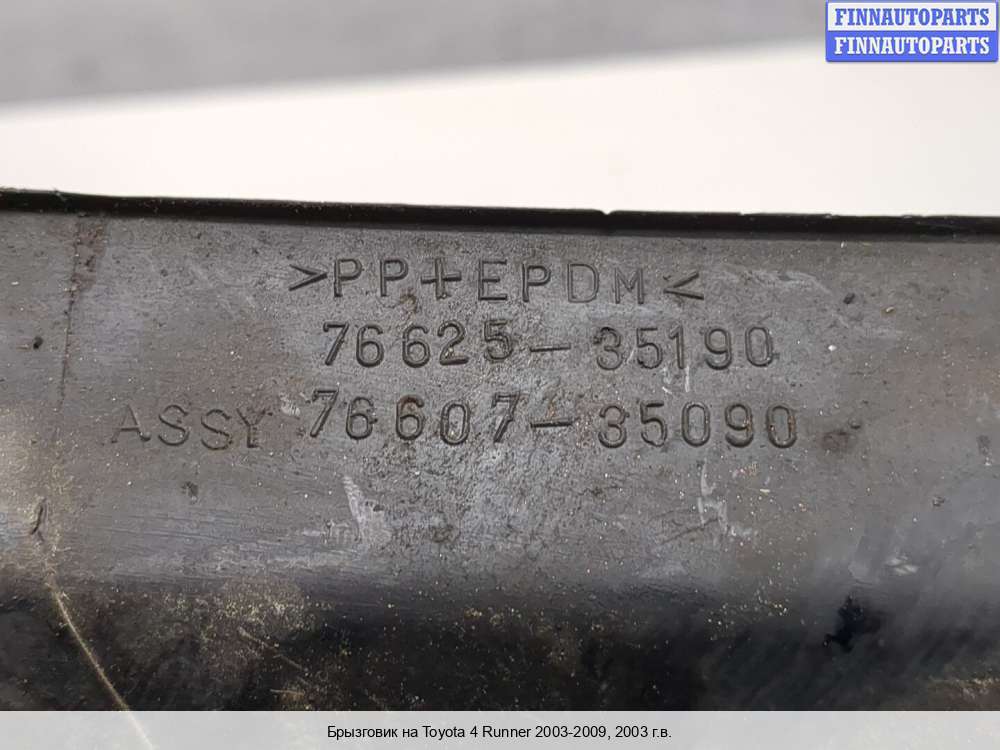 FINNAUTOPARTS
FINNAUTOPARTS
>PP+EPDM<
76625-35190
ASSY 76607-35090
Брызговик на Toyota 4 Runner 2003-2009, 2003 г.в.